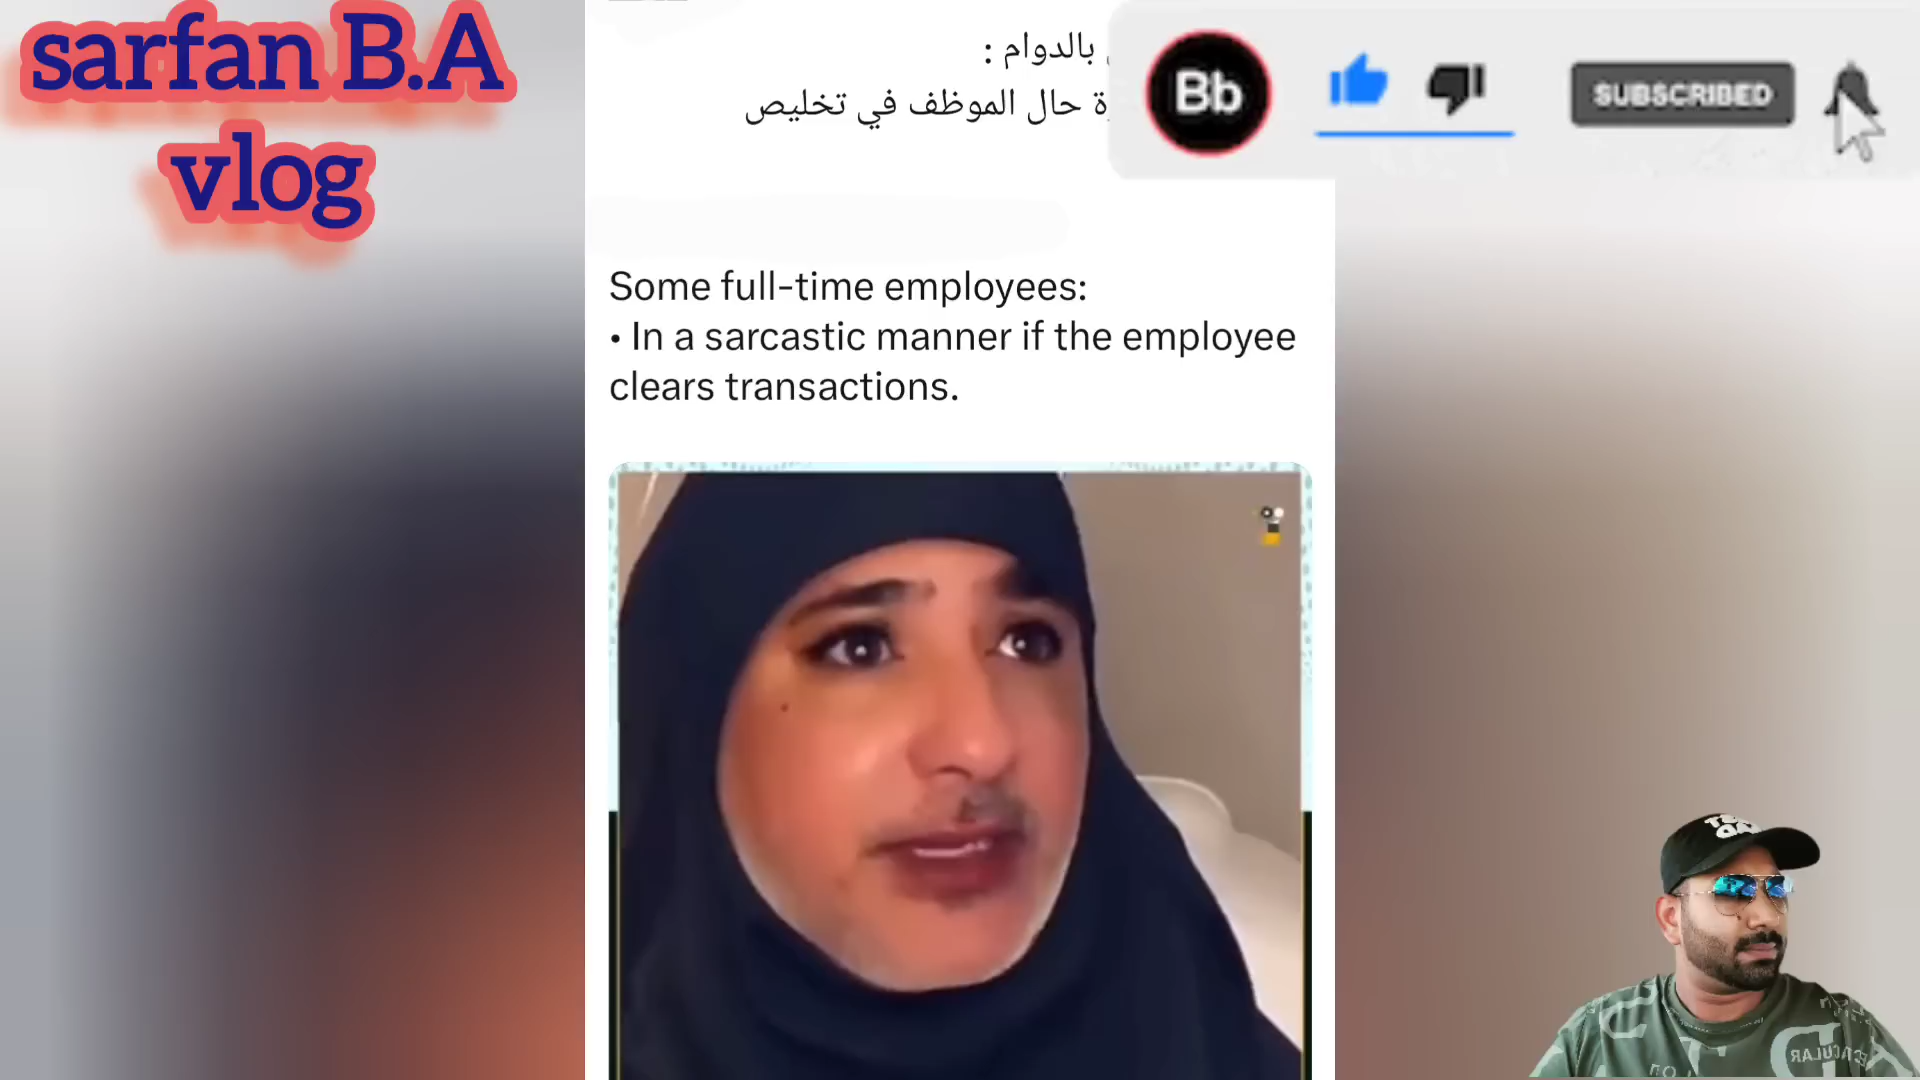 sarfan B.A
vlog
بالدوام :
حال الموظف في تخليص
Bb
SUBSCRIBED
Some full-time employees:
• In a sarcastic manner if the employee
clears transactions.